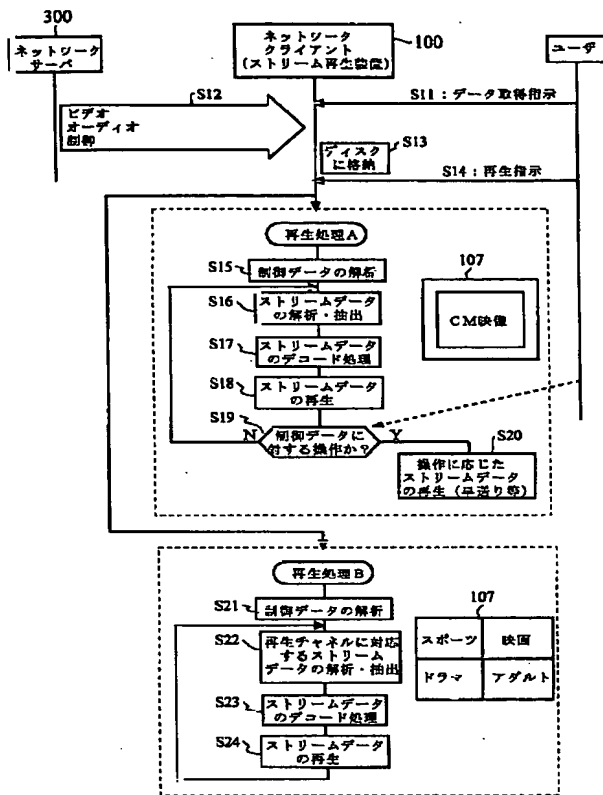 300
ネットワーク
サーバ
ネットワーク
クライアント
(ストリーム再生装置)
100
ユーザ
S12
ビデオ
オーディオ
制御
S11:データ取得指示
ディスク
に格納
S13
S14:再生指示
再生処理A
S15
制御データの解析
S16
ストリームデータ
の解析・抽出
S17
ストリームデータ
のデコード処理
S18
ストリームデータ
の再生
S19
制御データに
対する操作か?
N
Y
S20
操作に応じた
ストリームデータ
の再生(早送り等)
107
CM映像
再生処理B
S21
制御データの解析
S22
再生チャネルに対応
するストリーム
データの解析・抽出
S23
ストリームデータ
のデコード処理
S24
ストリームデータ
の再生
107
スポーツ
映画
ドラマ
アダルト